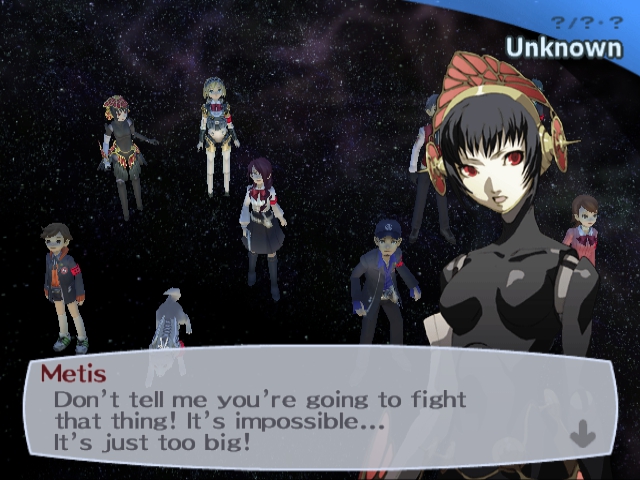 ?/?・?
Unknown
Metis
Don't tell me you're going to fight
that thing! It's impossible...
It's just too big!